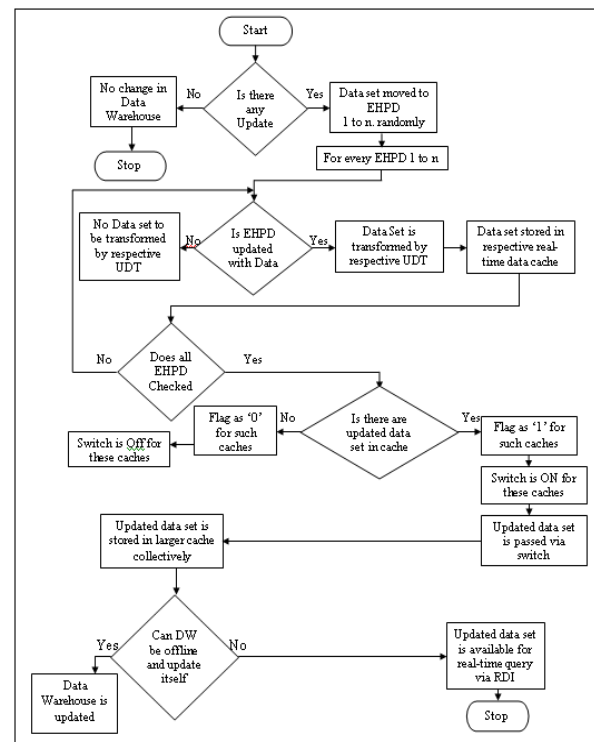 Start
No change in
Data
Warehouse
No
Is there
any
Update
Yes
Data set moved to
EHPD
1 to n. randomly
Stop
For every EHPD 1 to n
No Data set to
be transformed
by respective
UDT
No
Is EHPD
updated
with Data
Yes
Data Set is
transformed by
respective UDT
Data set stored in
respective real-
time data cache
No
Does all
EHPD
Checked
Yes
Switch is Off for
these caches
Flag as ‘0’
for such
caches
No
Is there are
updated data
set in cache
Yes
Flag as ‘1’ for
such caches
Switch is ON for
these caches
Updated data set is
stored in larger cache
collectively
Updated data set
is passed via
switch
Yes
Can DW
be offline
and update
itself
No
Updated data set
is available for
real-time query
via RDI
Data
Warehouse is
updated
Stop